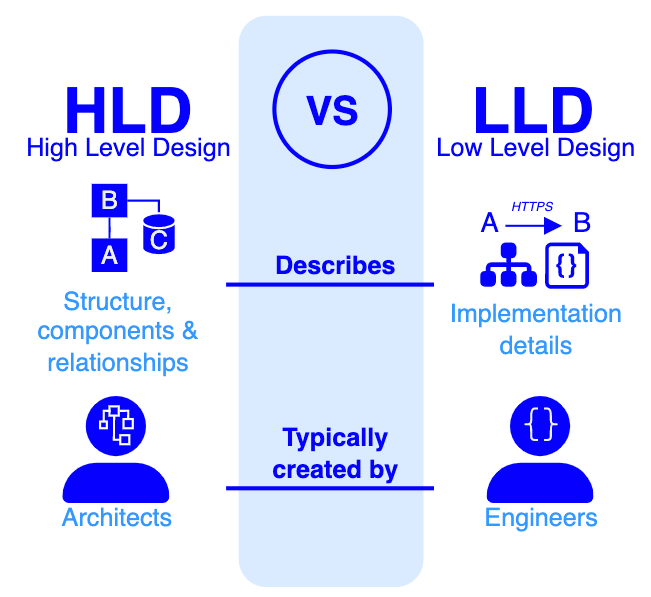 HLD
High Level Design
VS
LLD
Low Level Design
B
C
A
HTTPS
A
B
Describes
Structure,
components &
relationships
Implementation
details
{}
Typically
created by
{}
Architects
Engineers